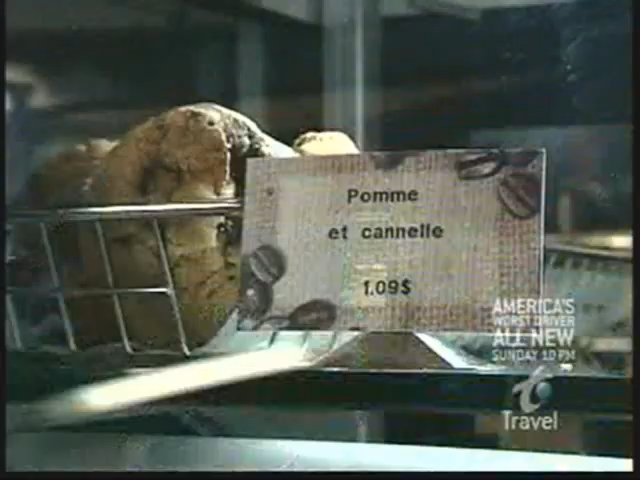 Pomme
et cannelle
1.09$
AMERICA'S
WORST DRIVER
ALL NEW
SUNDAY 10 PM
Travel